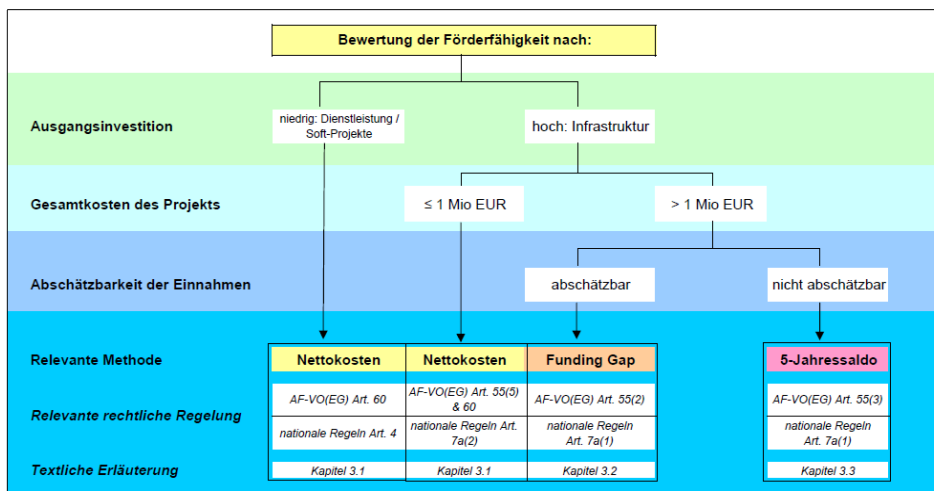 Bewertung der Förderfähigkeit nach:
Ausgangsinvestition
niedrig: Dienstleistung /
Soft-Projekte
hoch: Infrastruktur
Gesamtkosten des Projekts
≤ 1 Mio EUR
> 1 Mio EUR
Abschätzbarkeit der Einnahmen
abschätzbar
nicht abschätzbar
Relevante Methode
Nettokosten
Nettokosten
Funding Gap
5-Jahressaldo
Relevante rechtliche Regelung
AF-VO(EG) Art. 60
AF-VO(EG) Art. 55(5)
& 60
AF-VO(EG) Art. 55(2)
AF-VO(EG) Art. 55(3)
nationale Regeln Art. 4
nationale Regeln Art.
7a(2)
nationale Regeln
Art. 7a(1)
nationale Regeln
Art. 7a(1)
Textliche Erläuterung
Kapitel 3.1
Kapitel 3.1
Kapitel 3.2
Kapitel 3.3